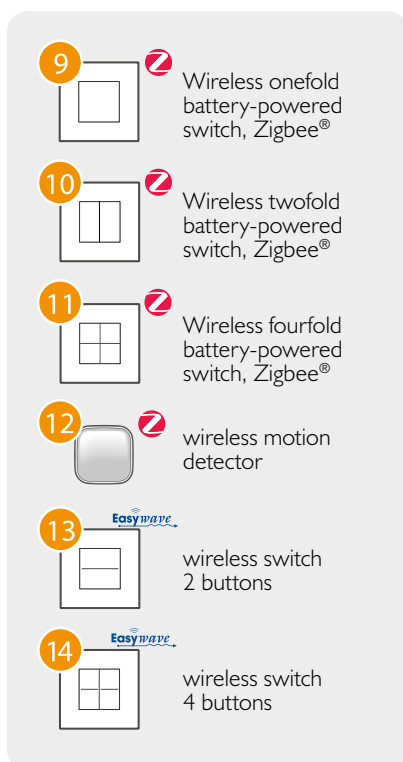 9
Wireless onefold
battery-powered
switch, Zigbee®
10
Wireless twofold
battery-powered
switch, Zigbee®
11
Wireless fourfold
battery-powered
switch, Zigbee®
12
wireless motion
detector
Easywave
13
wireless switch
2 buttons
Easywave
14
wireless switch
4 buttons